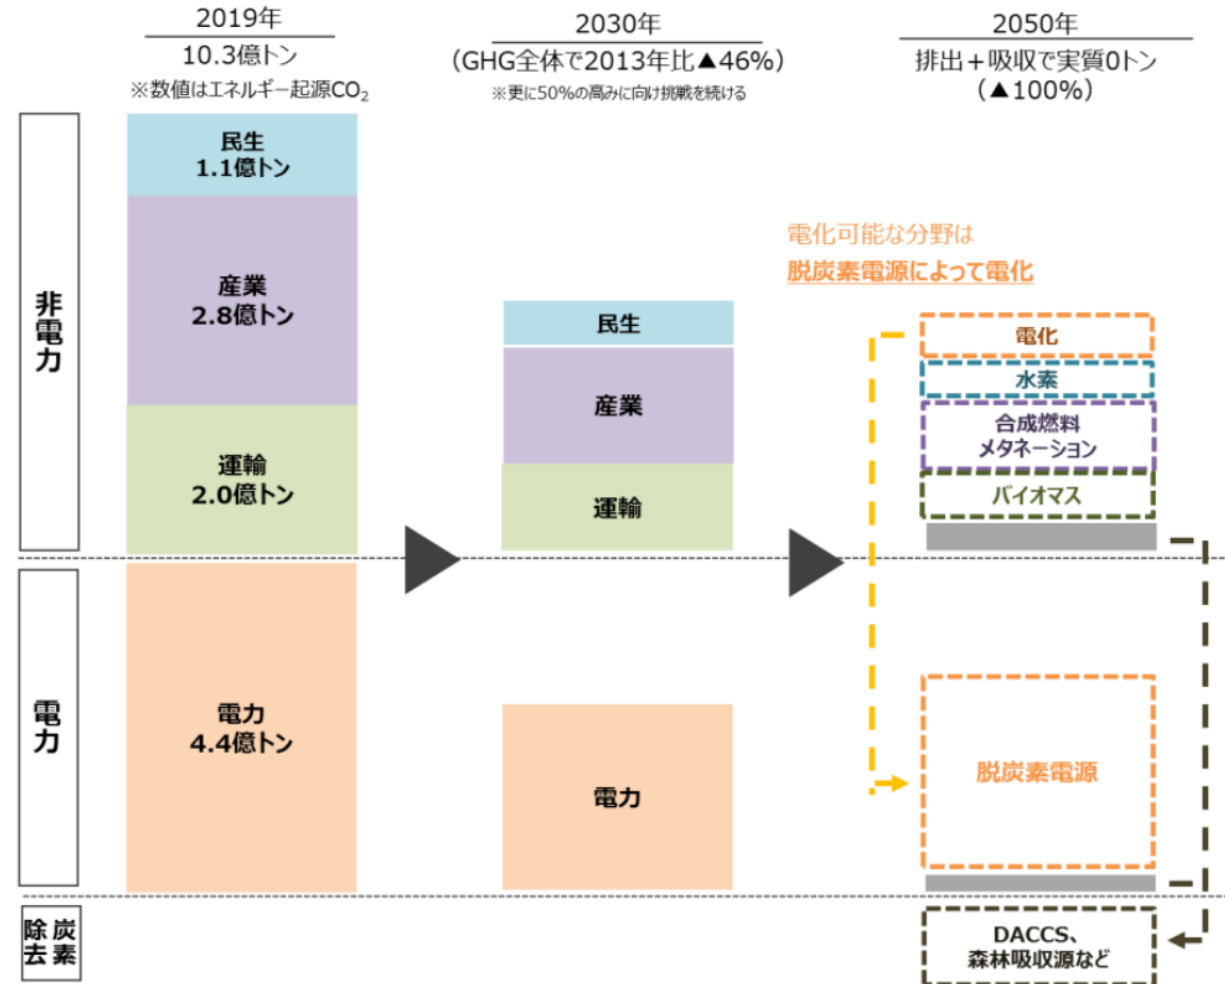 2019年
10.3億トン
※数値はエネルギー起源CO₂
2030年
(GHG全体で2013年比▲46%)
※更に50%の高みに向け挑戦を続ける
2050年
排出+吸収で実質0トン
(▲100%)
非電力
民生
1.1億トン
産業
2.8億トン
運輸
2.0億トン
民生
産業
運輸
電化可能な分野は
脱炭素電源によって電化
電化
水素
合成燃料
メタネーション
バイオマス
電力
電力
4.4億トン
電力
脱炭素電源
炭素
除去
DACCS、
森林吸収源など